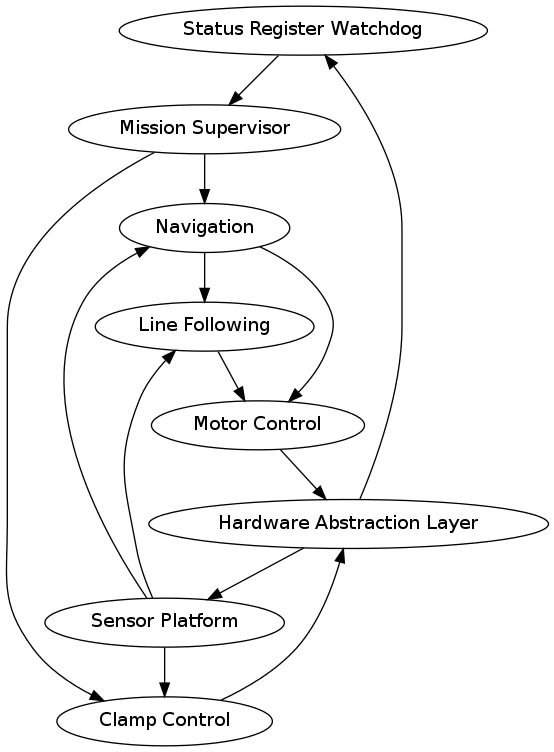 Status Register Watchdog
Mission Supervisor
Navigation
Line Following
Motor Control
Hardware Abstraction Layer
Sensor Platform
Clamp Control